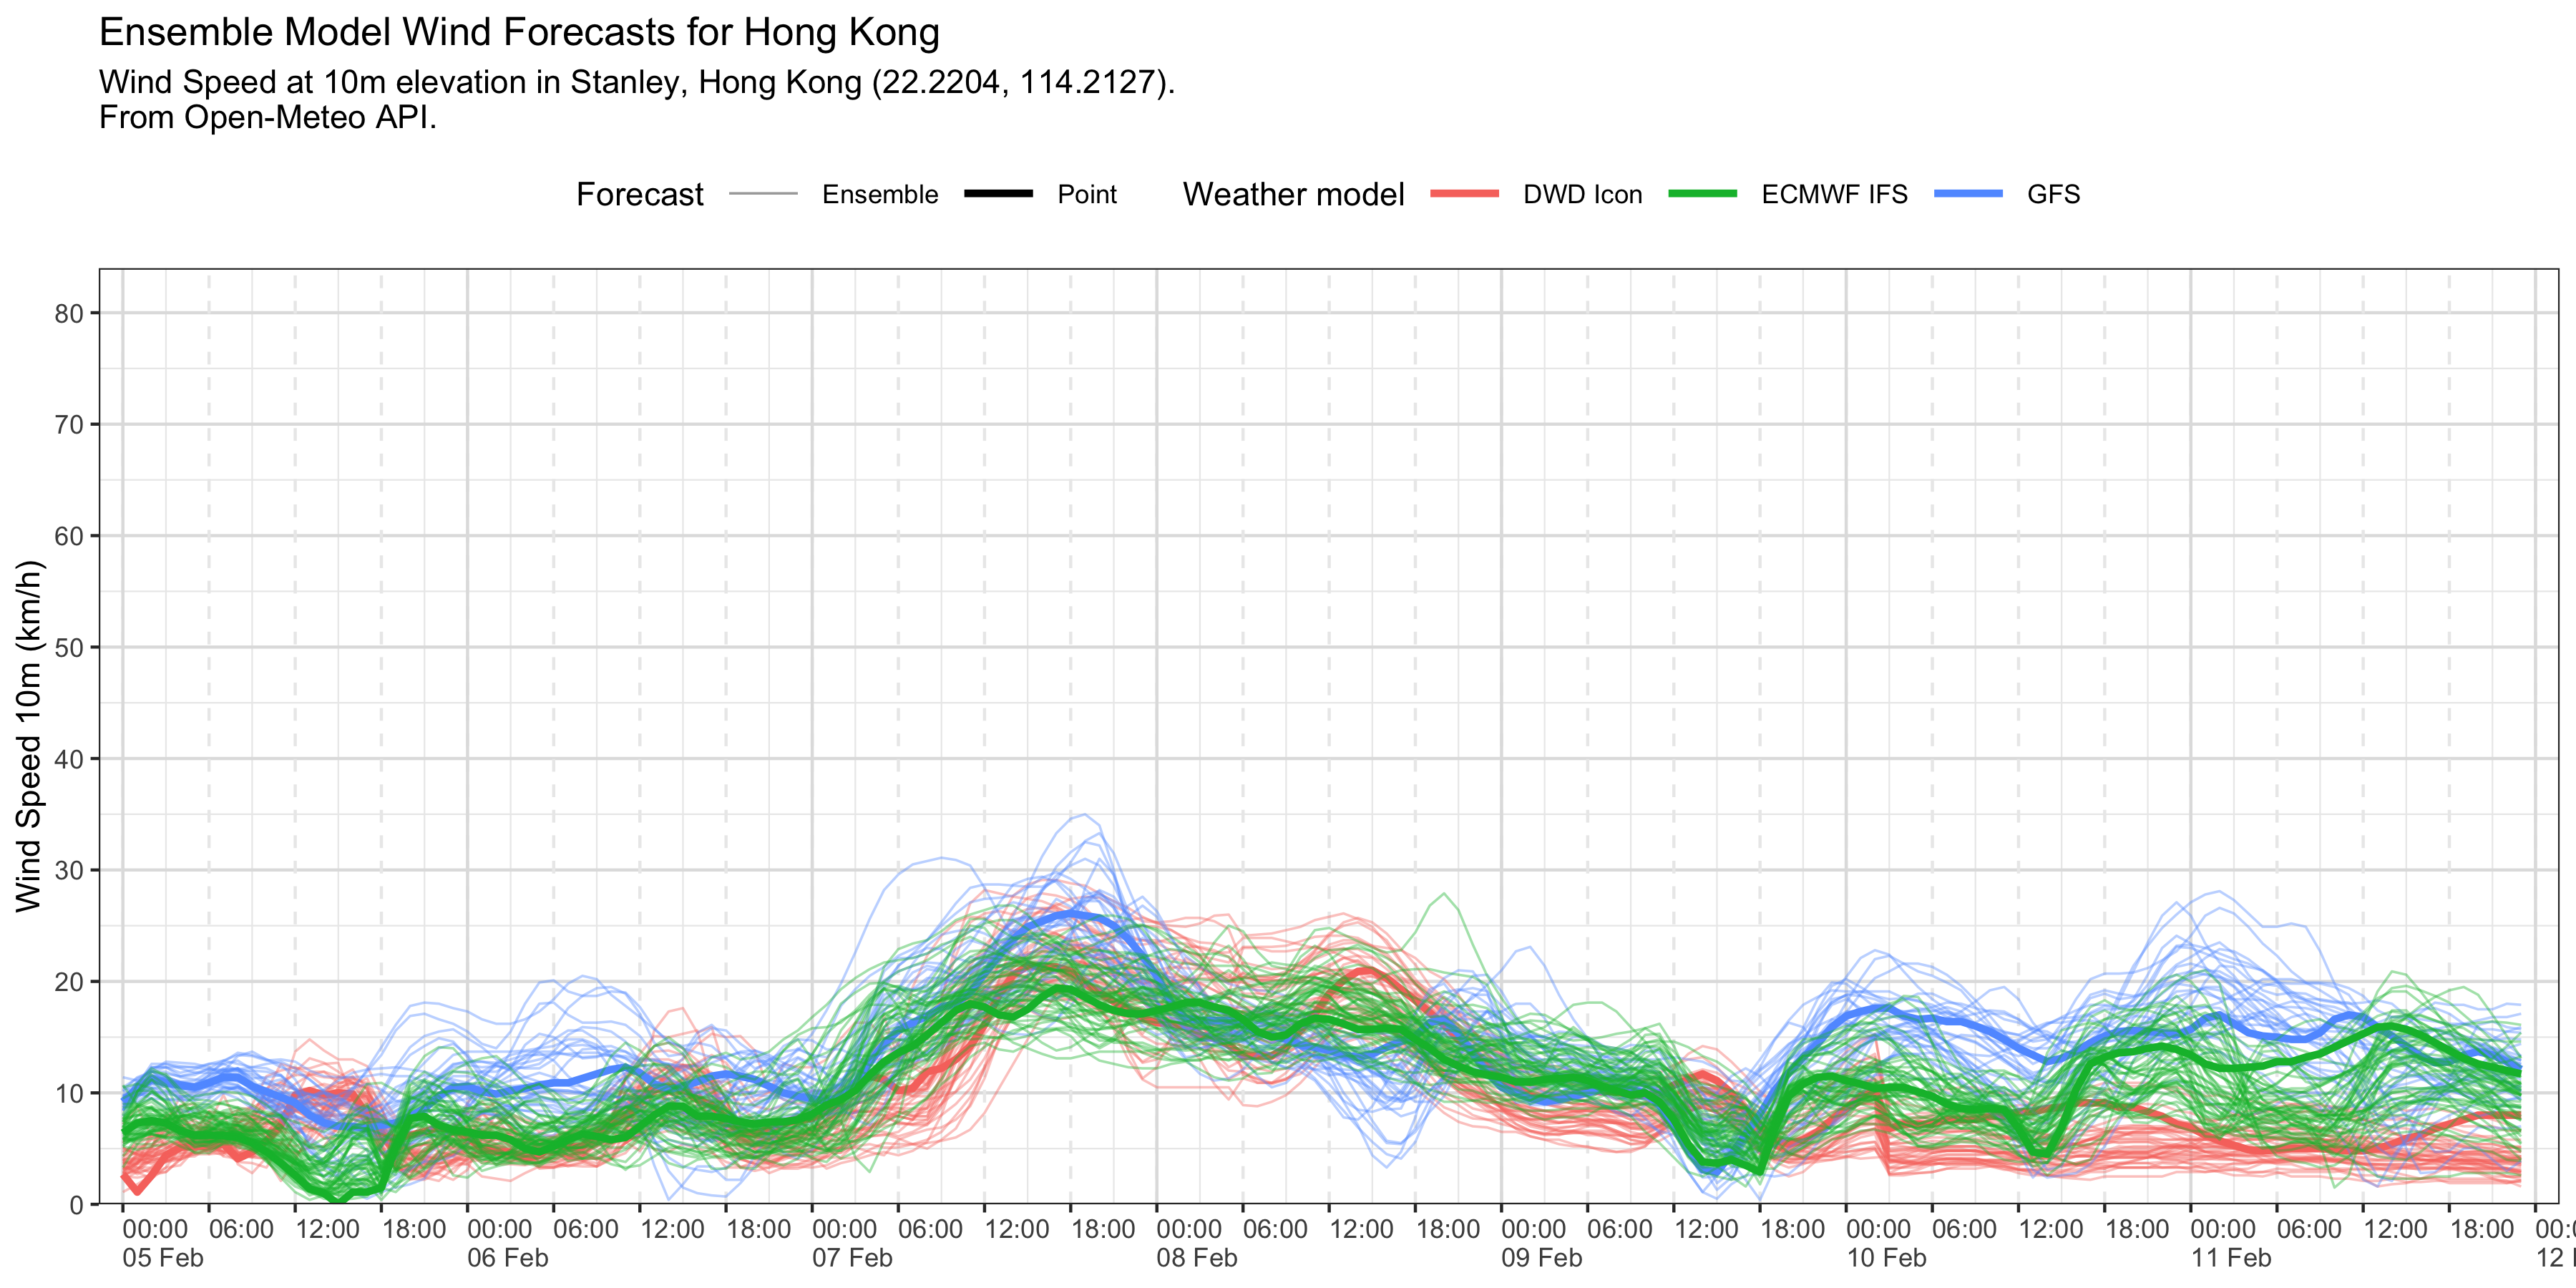 Ensemble Model Wind Forecasts for Hong Kong
Wind Speed at 10m elevation in Stanley, Hong Kong (22.2204, 114.2127).
From Open-Meteo API.
Forecast Ensemble Point Weather model DWD Icon ECMWF IFS GFS
Wind Speed 10m (km/h)
80
70
60
50
40
30
20
10
0
00:00 06:00 12:00 18:00 00:00 06:00 12:00 18:00 00:00 06:00 12:00 18:00 00:00 06:00 12:00 18:00 00:00 06:00 12:00 18:00 00:00 06:00 12:00 18:00 00:00 06:00 12:00 18:00
05 Feb 06 Feb 07 Feb 08 Feb 09 Feb 10 Feb 11 Feb 12